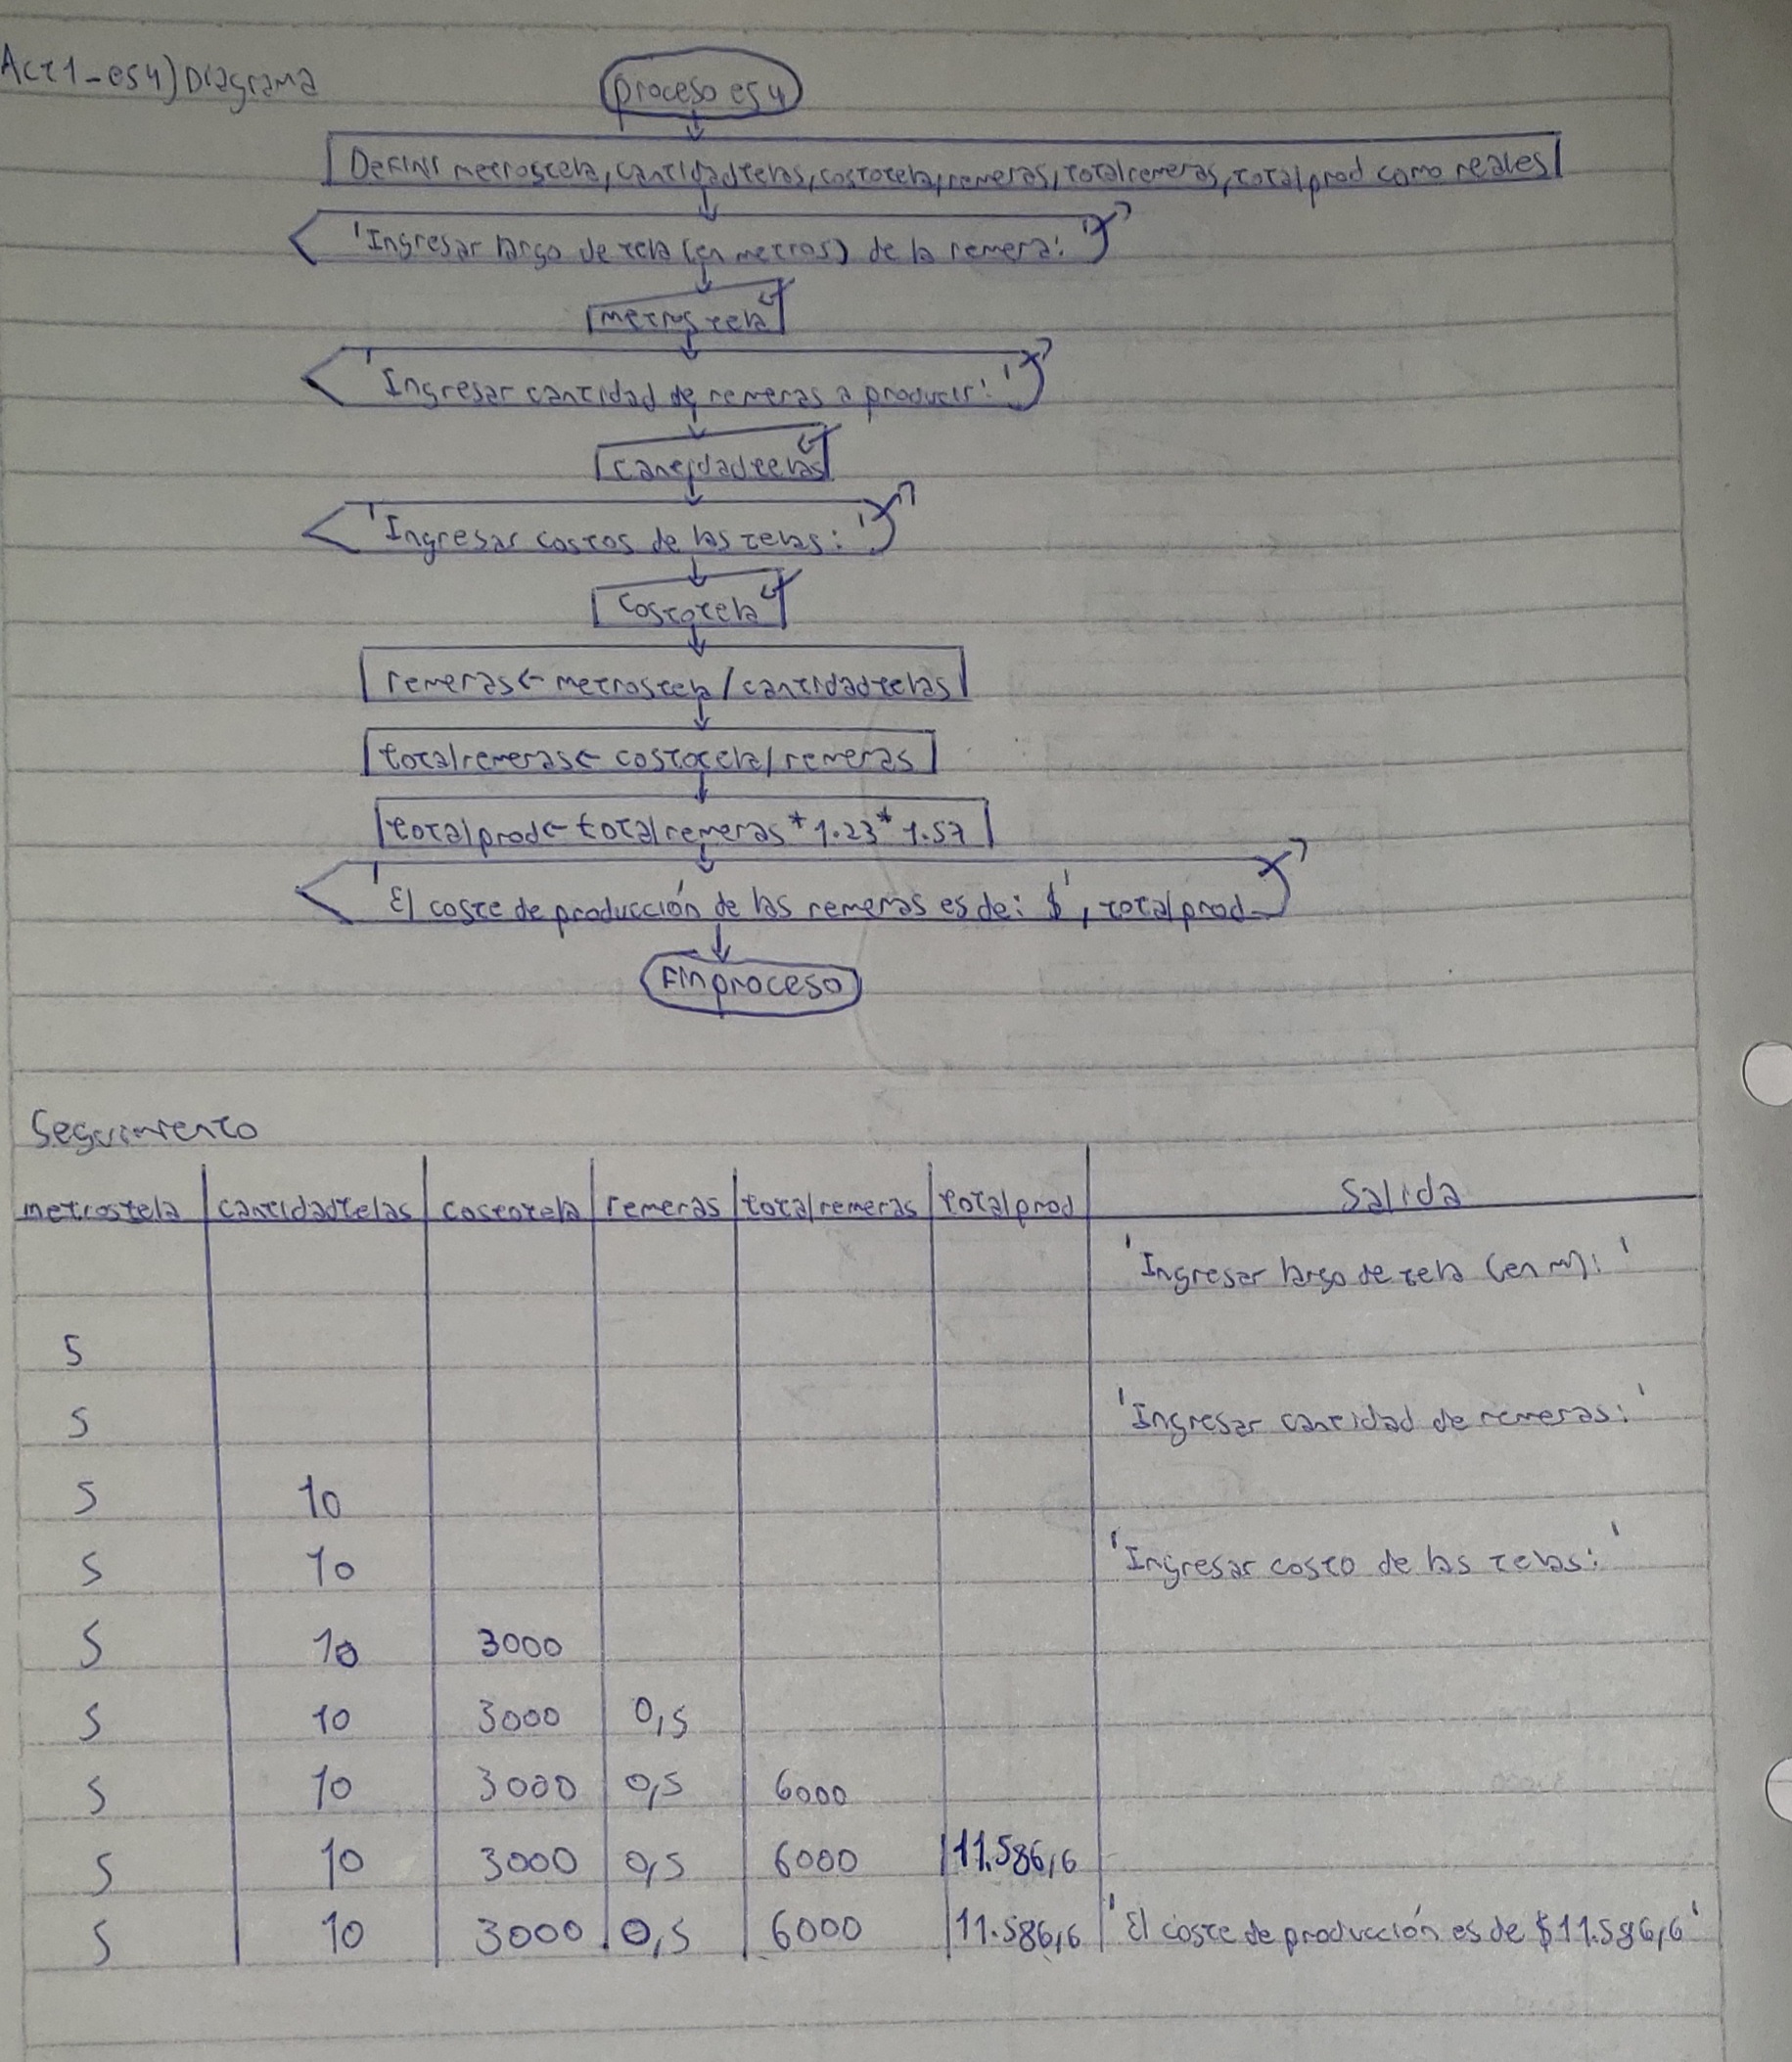 Act1_es4) Diagrama
proceso es4
Definir metrostela, cantidadtelas, costotela, remeras, totalremeras, totalprod como reales
'Ingresar largo de tela (en metros) de la remera: '
metrostela
'Ingresar cantidad de remeras a producir: '
cantidadtelas
'Ingresar costos de las telas: '
costotela
remeras ← metrostela / cantidadtelas
totalremeras ← costotela / remeras
totalprod ← totalremeras * 1.23 * 1.57
'El coste de producción de las remeras es de: $', totalprod
Finproceso
Seguimiento
metrostela cantidadtelas costotela remeras totalremeras totalprod Salida
'Ingresar largo de tela (en m): '
5
5 'Ingresar cantidad de remeras: '
5 10
5 10 'Ingresar costo de las telas: '
5 10 3000
5 10 3000 0,5
5 10 3000 0,5 6000
5 10 3000 0,5 6000 11.586,6
5 10 3000 0,5 6000 11.586,6 'El coste de producción es de $11.586,6'